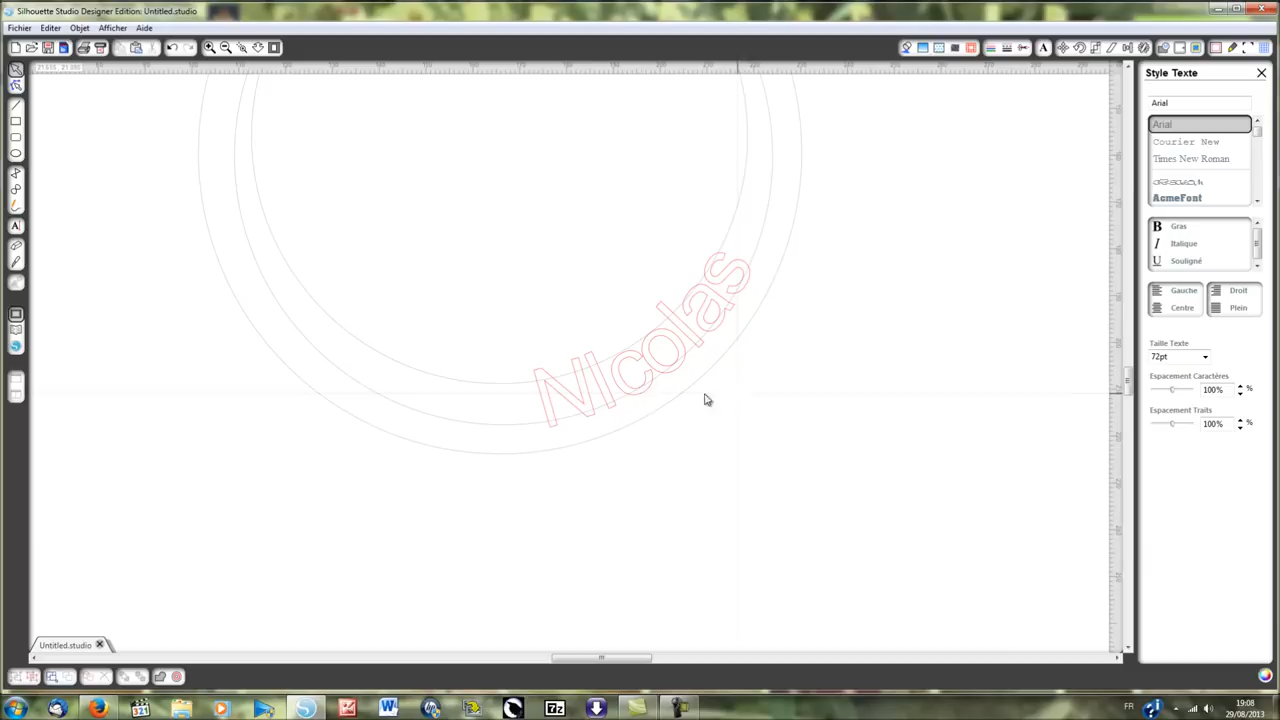 Silhouette Studio Designer Edition: Untitled.studio
Fichier Editer Objet Afficher Aide
Style Texte
Arial
Arial
Courier New
Times New Roman
AcmeFont
B Gras
I Italique
U Souligné
Gauche Droit
Centre Plein
Taille Texte
72pt
Espacement Caractères
100% %
Espacement Traits
100% %
NIcolas
Untitled.studio
FR 19:08
29/08/2013